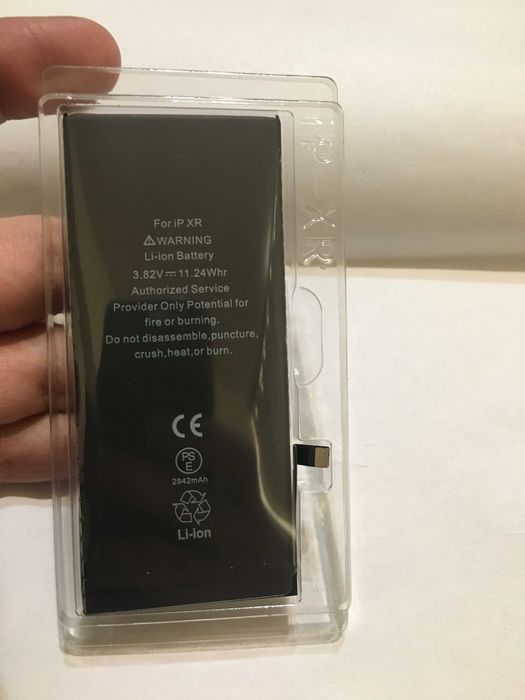 For iP XR
⚠WARNING
Li-ion Battery
3.82V⎓11.24Whr
Authorized Service
Provider Only Potential for
fire or burning.
Do not disassemble,puncture,
crush,heat,or burn.
CE
PS
E
2942mAh
Li-ion
IP-XR